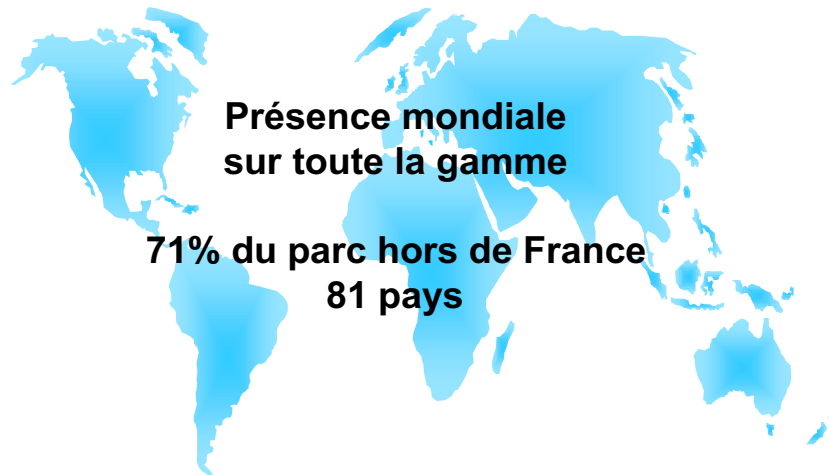 Présence mondiale
sur toute la gamme
71% du parc hors de France
81 pays